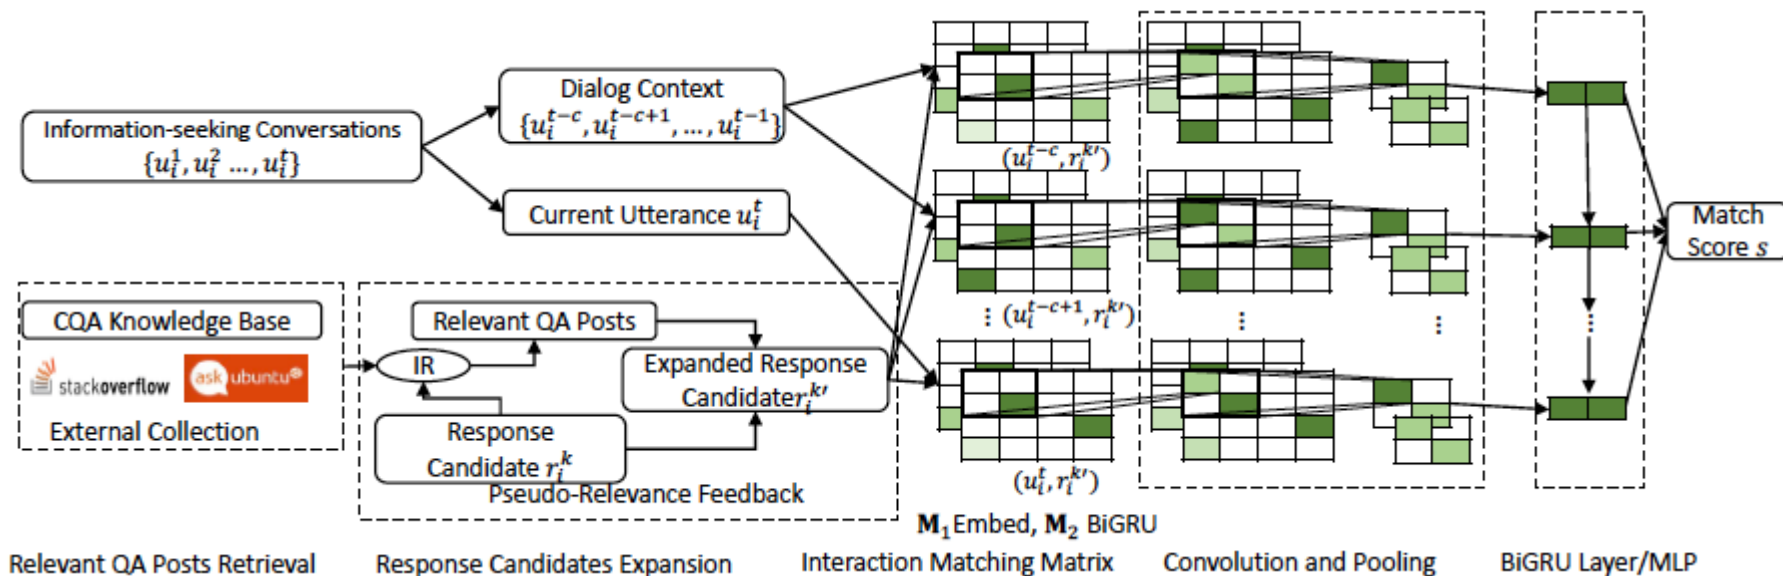 Information-seeking Conversations
{u_i^1, u_i^2 ..., u_i^t}
Dialog Context
{u_i^{t-c}, u_i^{t-c+1}, ..., u_i^{t-1}}
Current Utterance u_i^t
CQA Knowledge Base
stackoverflow
ask ubuntu
External Collection
IR
Relevant QA Posts
Expanded Response
Candidate r_i^{k'}
Response
Candidate r_i^k
Pseudo-Relevance Feedback
(u_i^{t-c}, r_i^{k'})
⋮ (u_i^{t-c+1}, r_i^{k'})
⋮
⋮
(u_i^t, r_i^{k'})
M_1 Embed, M_2 BiGRU
⋮
Match
Score s
Relevant QA Posts Retrieval
Response Candidates Expansion
Interaction Matching Matrix
Convolution and Pooling
BiGRU Layer/MLP